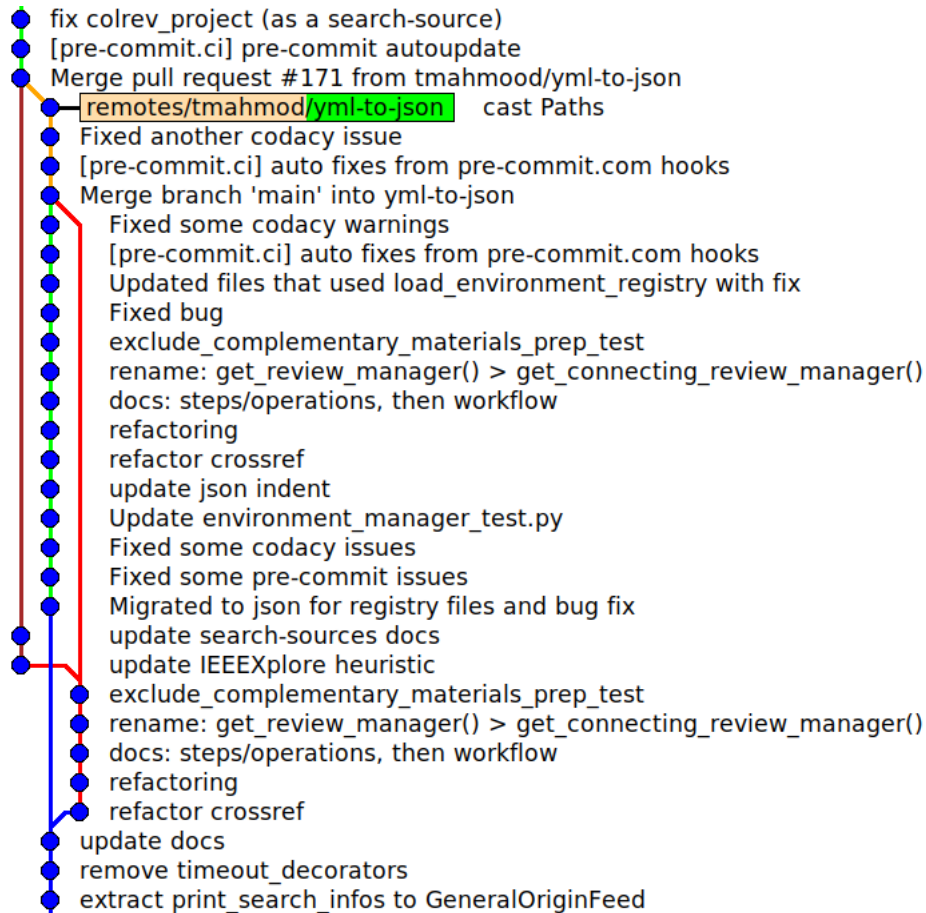 fix colrev_project (as a search-source)
[pre-commit.ci] pre-commit autoupdate
Merge pull request #171 from tmahmood/yml-to-json
remotes/tmahmod/yml-to-json cast Paths
Fixed another codacy issue
[pre-commit.ci] auto fixes from pre-commit.com hooks
Merge branch 'main' into yml-to-json
Fixed some codacy warnings
[pre-commit.ci] auto fixes from pre-commit.com hooks
Updated files that used load_environment_registry with fix
Fixed bug
exclude_complementary_materials_prep_test
rename: get_review_manager() > get_connecting_review_manager()
docs: steps/operations, then workflow
refactoring
refactor crossref
update json indent
Update environment_manager_test.py
Fixed some codacy issues
Fixed some pre-commit issues
Migrated to json for registry files and bug fix
update search-sources docs
update IEEEXplore heuristic
exclude_complementary_materials_prep_test
rename: get_review_manager() > get_connecting_review_manager()
docs: steps/operations, then workflow
refactoring
refactor crossref
update docs
remove timeout_decorators
extract print_search_infos to GeneralOriginFeed